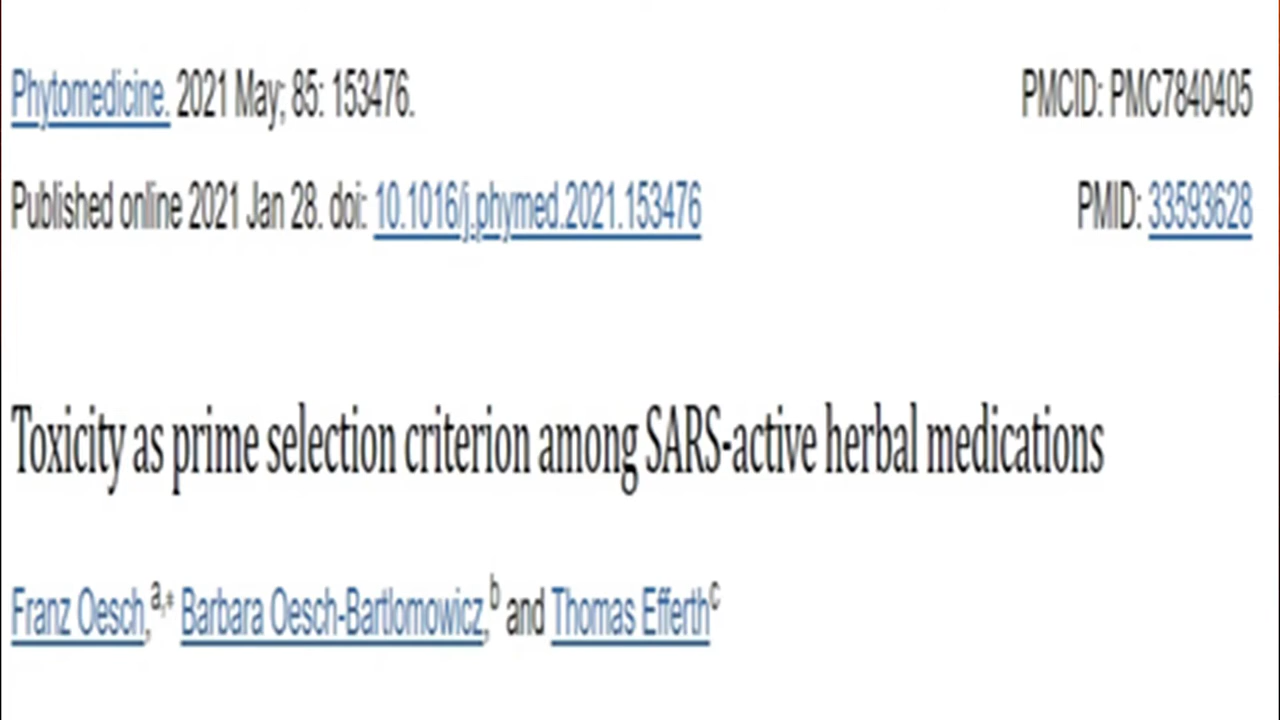 Phytomedicine. 2021 May; 85: 153476. PMCID: PMC7840405
Published online 2021 Jan 28. doi: 10.1016/j.phymed.2021.153476 PMID: 33593628
Toxicity as prime selection criterion among SARS-active herbal medications
Franz Oesch,a,* Barbara Oesch-Bartlomowicz,b and Thomas Efferthc